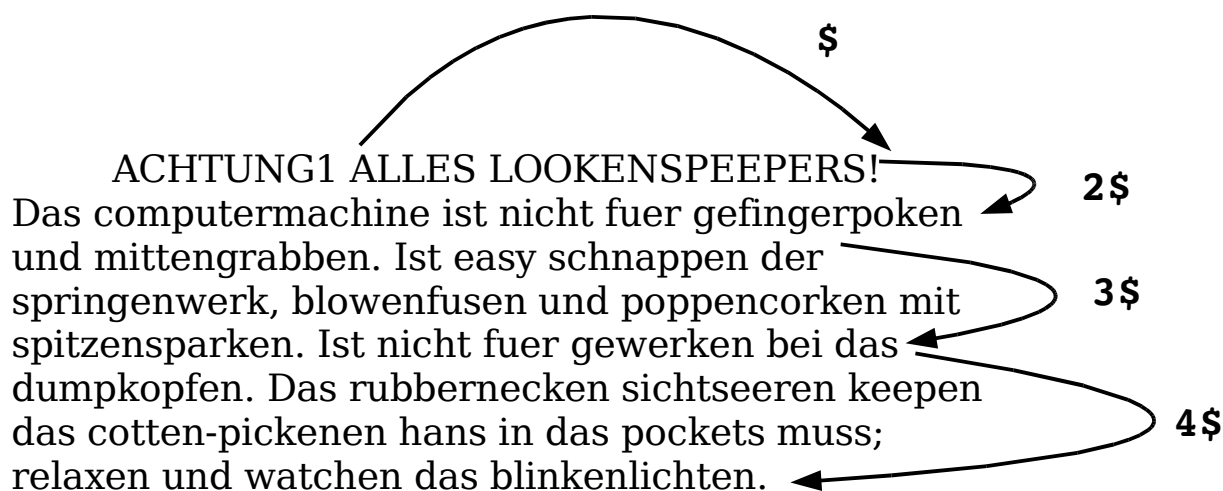 $
ACHTUNG1 ALLES LOOKENSPEEPERS!
2$
Das computermachine ist nicht fuer gefingerpoken
und mittengrabben. Ist easy schnappen der
3$
springenwerk, blowenfusen und poppencorken mit
spitzensparken. Ist nicht fuer gewerken bei das
dumpkopfen. Das rubbernecken sichtseeren keepen
4$
das cotten-pickenen hans in das pockets muss;
relaxen und watchen das blinkenlichten.